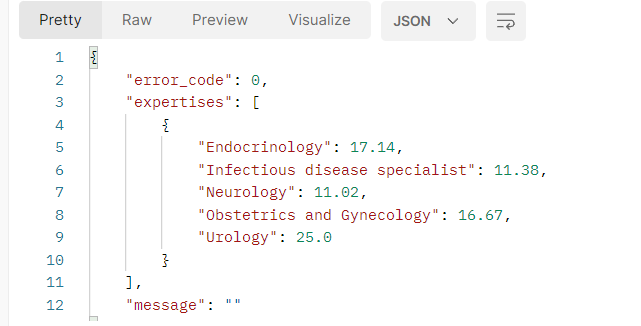 Pretty Raw Preview Visualize JSON
1 {
2 "error_code": 0,
3 "expertises": [
4 {
5 "Endocrinology": 17.14,
6 "Infectious disease specialist": 11.38,
7 "Neurology": 11.02,
8 "Obstetrics and Gynecology": 16.67,
9 "Urology": 25.0
10 }
11 ],
12 "message": ""